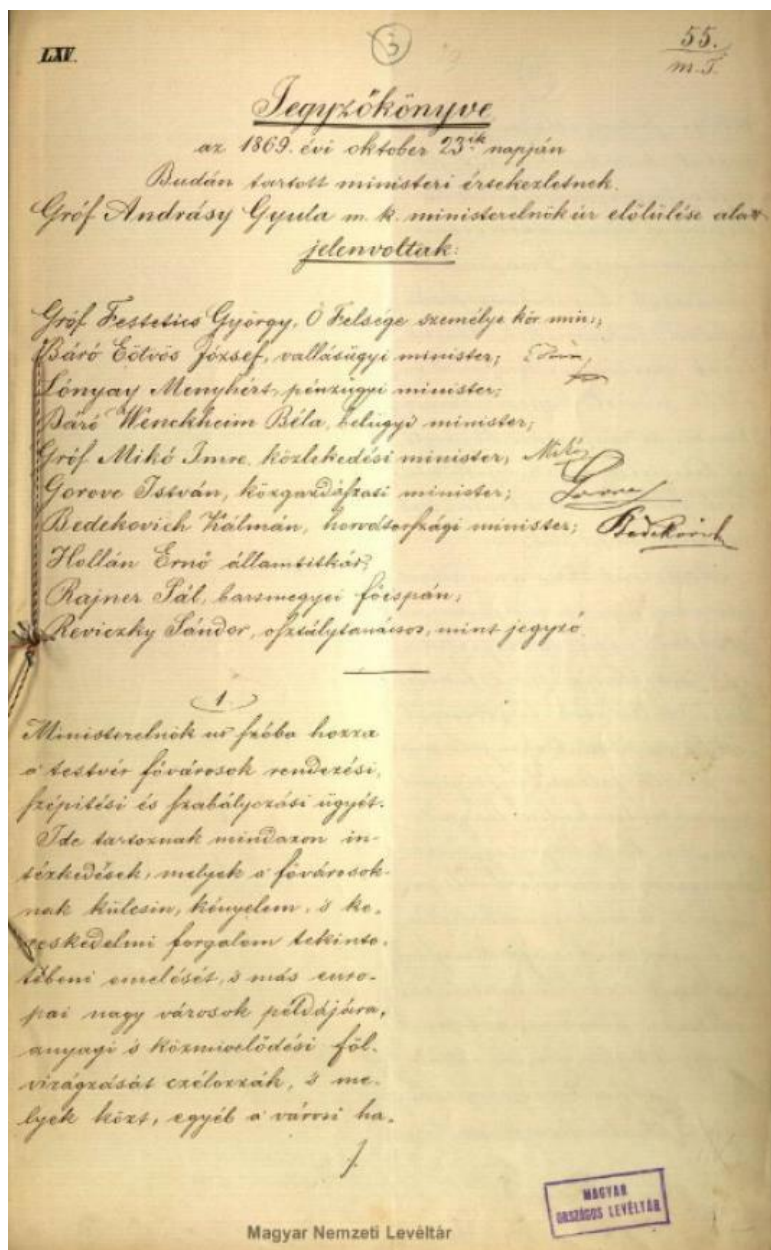 LXV.
3
55.
m.T.
Jegyzőkönyve
az 1869. évi oktober 23ik napján
Budán tartott ministeri értekezletnek.
Gróf Andrásy Gyula m. k. ministerelnök úr előlülése alatt
jelenvoltak:
Gróf Festetics György, Ő Felsége személye kör. min:;
Báró Eötvös József, vallásügyi minister;
Lónyay Menyhért, pénzügyi minister;
Báró Wenckheim Béla, belügyi minister;
Gróf Mikó Imre, közlekedési minister; Mikó
Gorove István, közgazdászati minister; Gorove
Bedekovich Kálmán, horvátországi minister; Bedekovich
Hollán Ernő államtitkár;
Rajner Pál, barsmegyei főispán;
Reviczky Sándor, osztálytanácsos, mint jegyző.
1.
Ministerelnök úr szóba hozza
a testvér fővárosok rendezési,
szépitési és szabályozási ügyét.
Ide tartoznak mindazon in-
tézkedések, melyek a fővárosok-
nak külcsin, kényelem, s ke-
reskedelmi forgalom tekinte-
tébeni emelését, s más euro-
pai nagy városok példájára,
anyagi s közmivelődési föl-
virágzását czélozzák, s me-
lyek közt, egyéb a városi ha-
MAGYAR
ORSZÁGOS LEVÉLTÁR
Magyar Nemzeti Levéltár